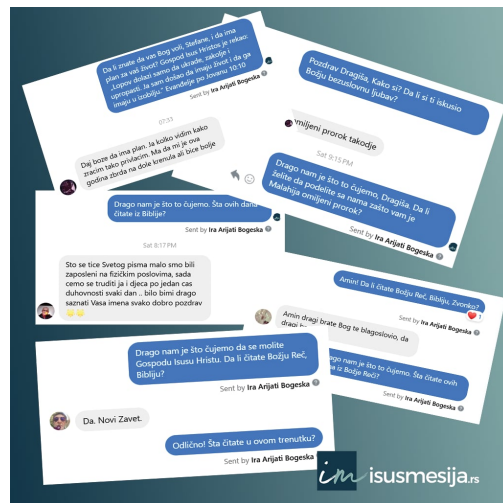 Da li znate da vas Bog voli, Stefane, i da ima
plan za vaš život? Gospod Isus Hristos je rekao:
„Lopov dolazi samo da ukrade, zakolje i
upropasti. Ja sam došao da imaju život i da ga
imaju u izobilju.” Evanđelje po Jovanu 10:10
Sent by Ira Arijati Bogeska
07:33
Daj boze da ima plan. Ja kolko vidim kako
zracim tako privlacim. Ma da mi je ova
godina zbrda na dole krenula ali bice bolje
Pozdrav Dragiša, Kako si? Da li si ti iskusio
Božju bezuslovnu ljubav?
miljeni prorok takodje
Sat 9:15 PM
Drago nam je što to čujemo, Dragiša. Da li
želite da podelite sa nama zašto vam je
Malahija omiljeni prorok?
Sent by Ira Arijati Bogeska
Drago nam je što to čujemo. Šta ovih dana
čitate iz Biblije?
Sent by Ira Arijati Bogeska
Sat 8:17 PM
Sto se tice Svetog pisma malo smo bili
zaposleni na fizičkim poslovima, sada
cemo se truditi ja i djeca po jedan cas
duhovnosti svaki dan .. bilo bimi drago
saznati Vasa imena svako dobro pozdrav
Amin! Da li čitate Božju Reč, Bibliju, Zvonko?
1
Sent by Ira Arijati Bogeska
Amin dragi brate Bog te blagoslovio, da
dragi
ago nam je što to čujemo. Šta čitate ovih
a iz Božje Reči?
Sent by Ira Arijati Bogeska
Drago nam je što čujemo da se molite
Gospodu Isusu Hristu. Da li čitate Božju Reč,
Bibliju?
Sent by Ira Arijati Bogeska
Da. Novi Zavet.
Odlično! Šta čitate u ovom trenutku?
Sent by Ira Arijati Bogeska
im isusmesija.rs